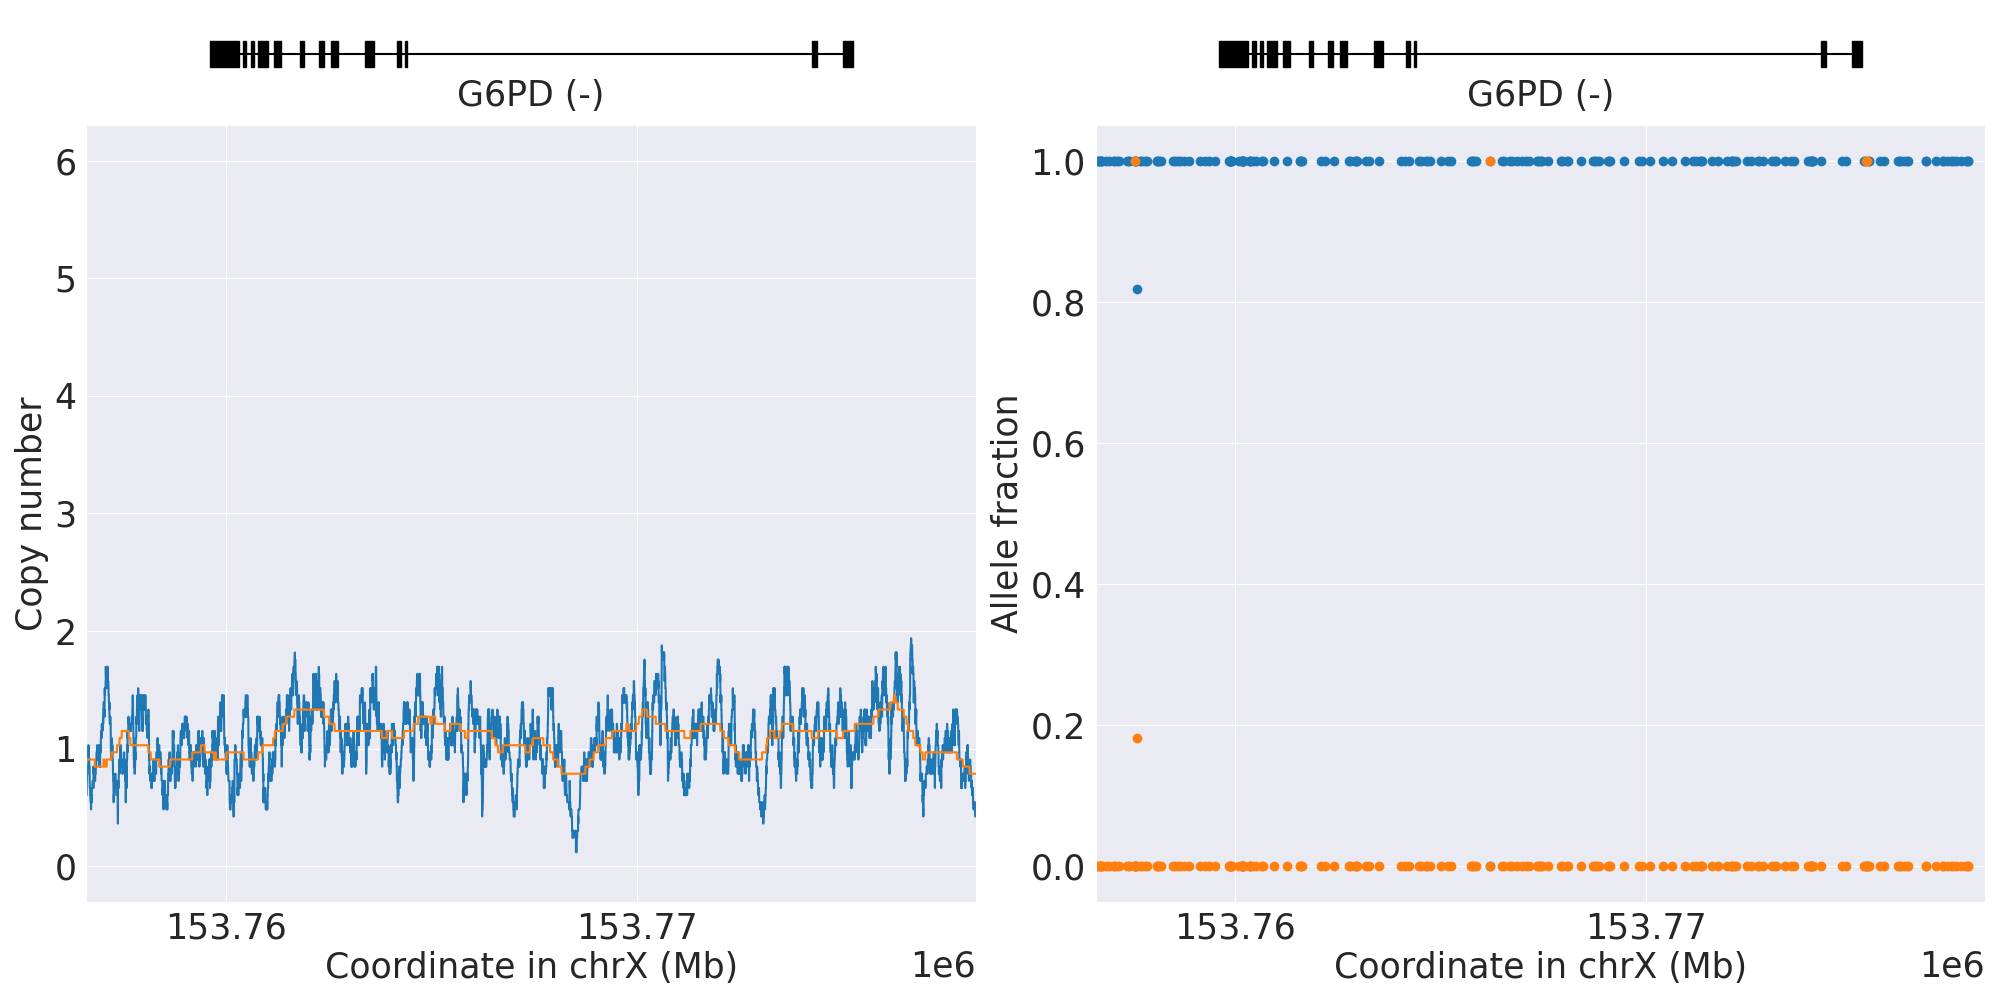 G6PD (-)
6
5
4
3
2
1
0
Copy number
153.76
153.77
Coordinate in chrX (Mb)
1e6
G6PD (-)
1.0
0.8
0.6
0.4
0.2
0.0
Allele fraction
153.76
153.77
Coordinate in chrX (Mb)
1e6